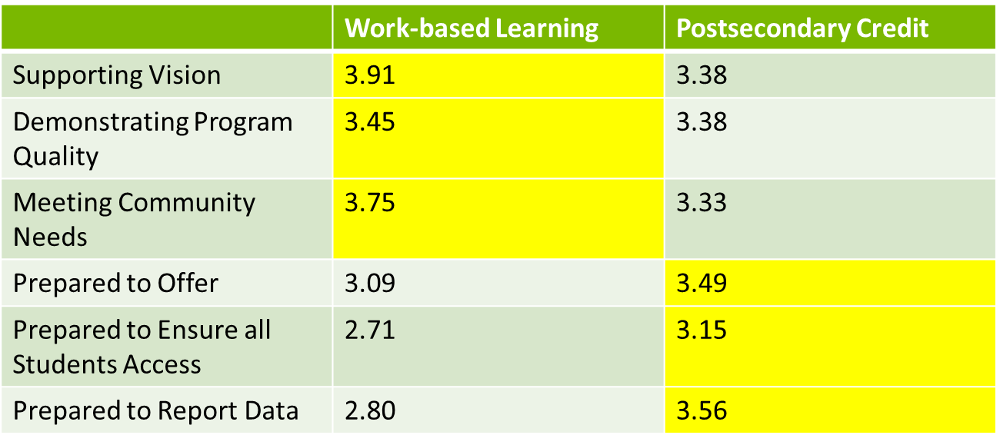 Work-based Learning Postsecondary Credit
Supporting Vision 3.91 3.38
Demonstrating Program 3.45 3.38
Quality
Meeting Community 3.75 3.33
Needs
Prepared to Offer 3.09 3.49
Prepared to Ensure all 2.71 3.15
Students Access
Prepared to Report Data 2.80 3.56